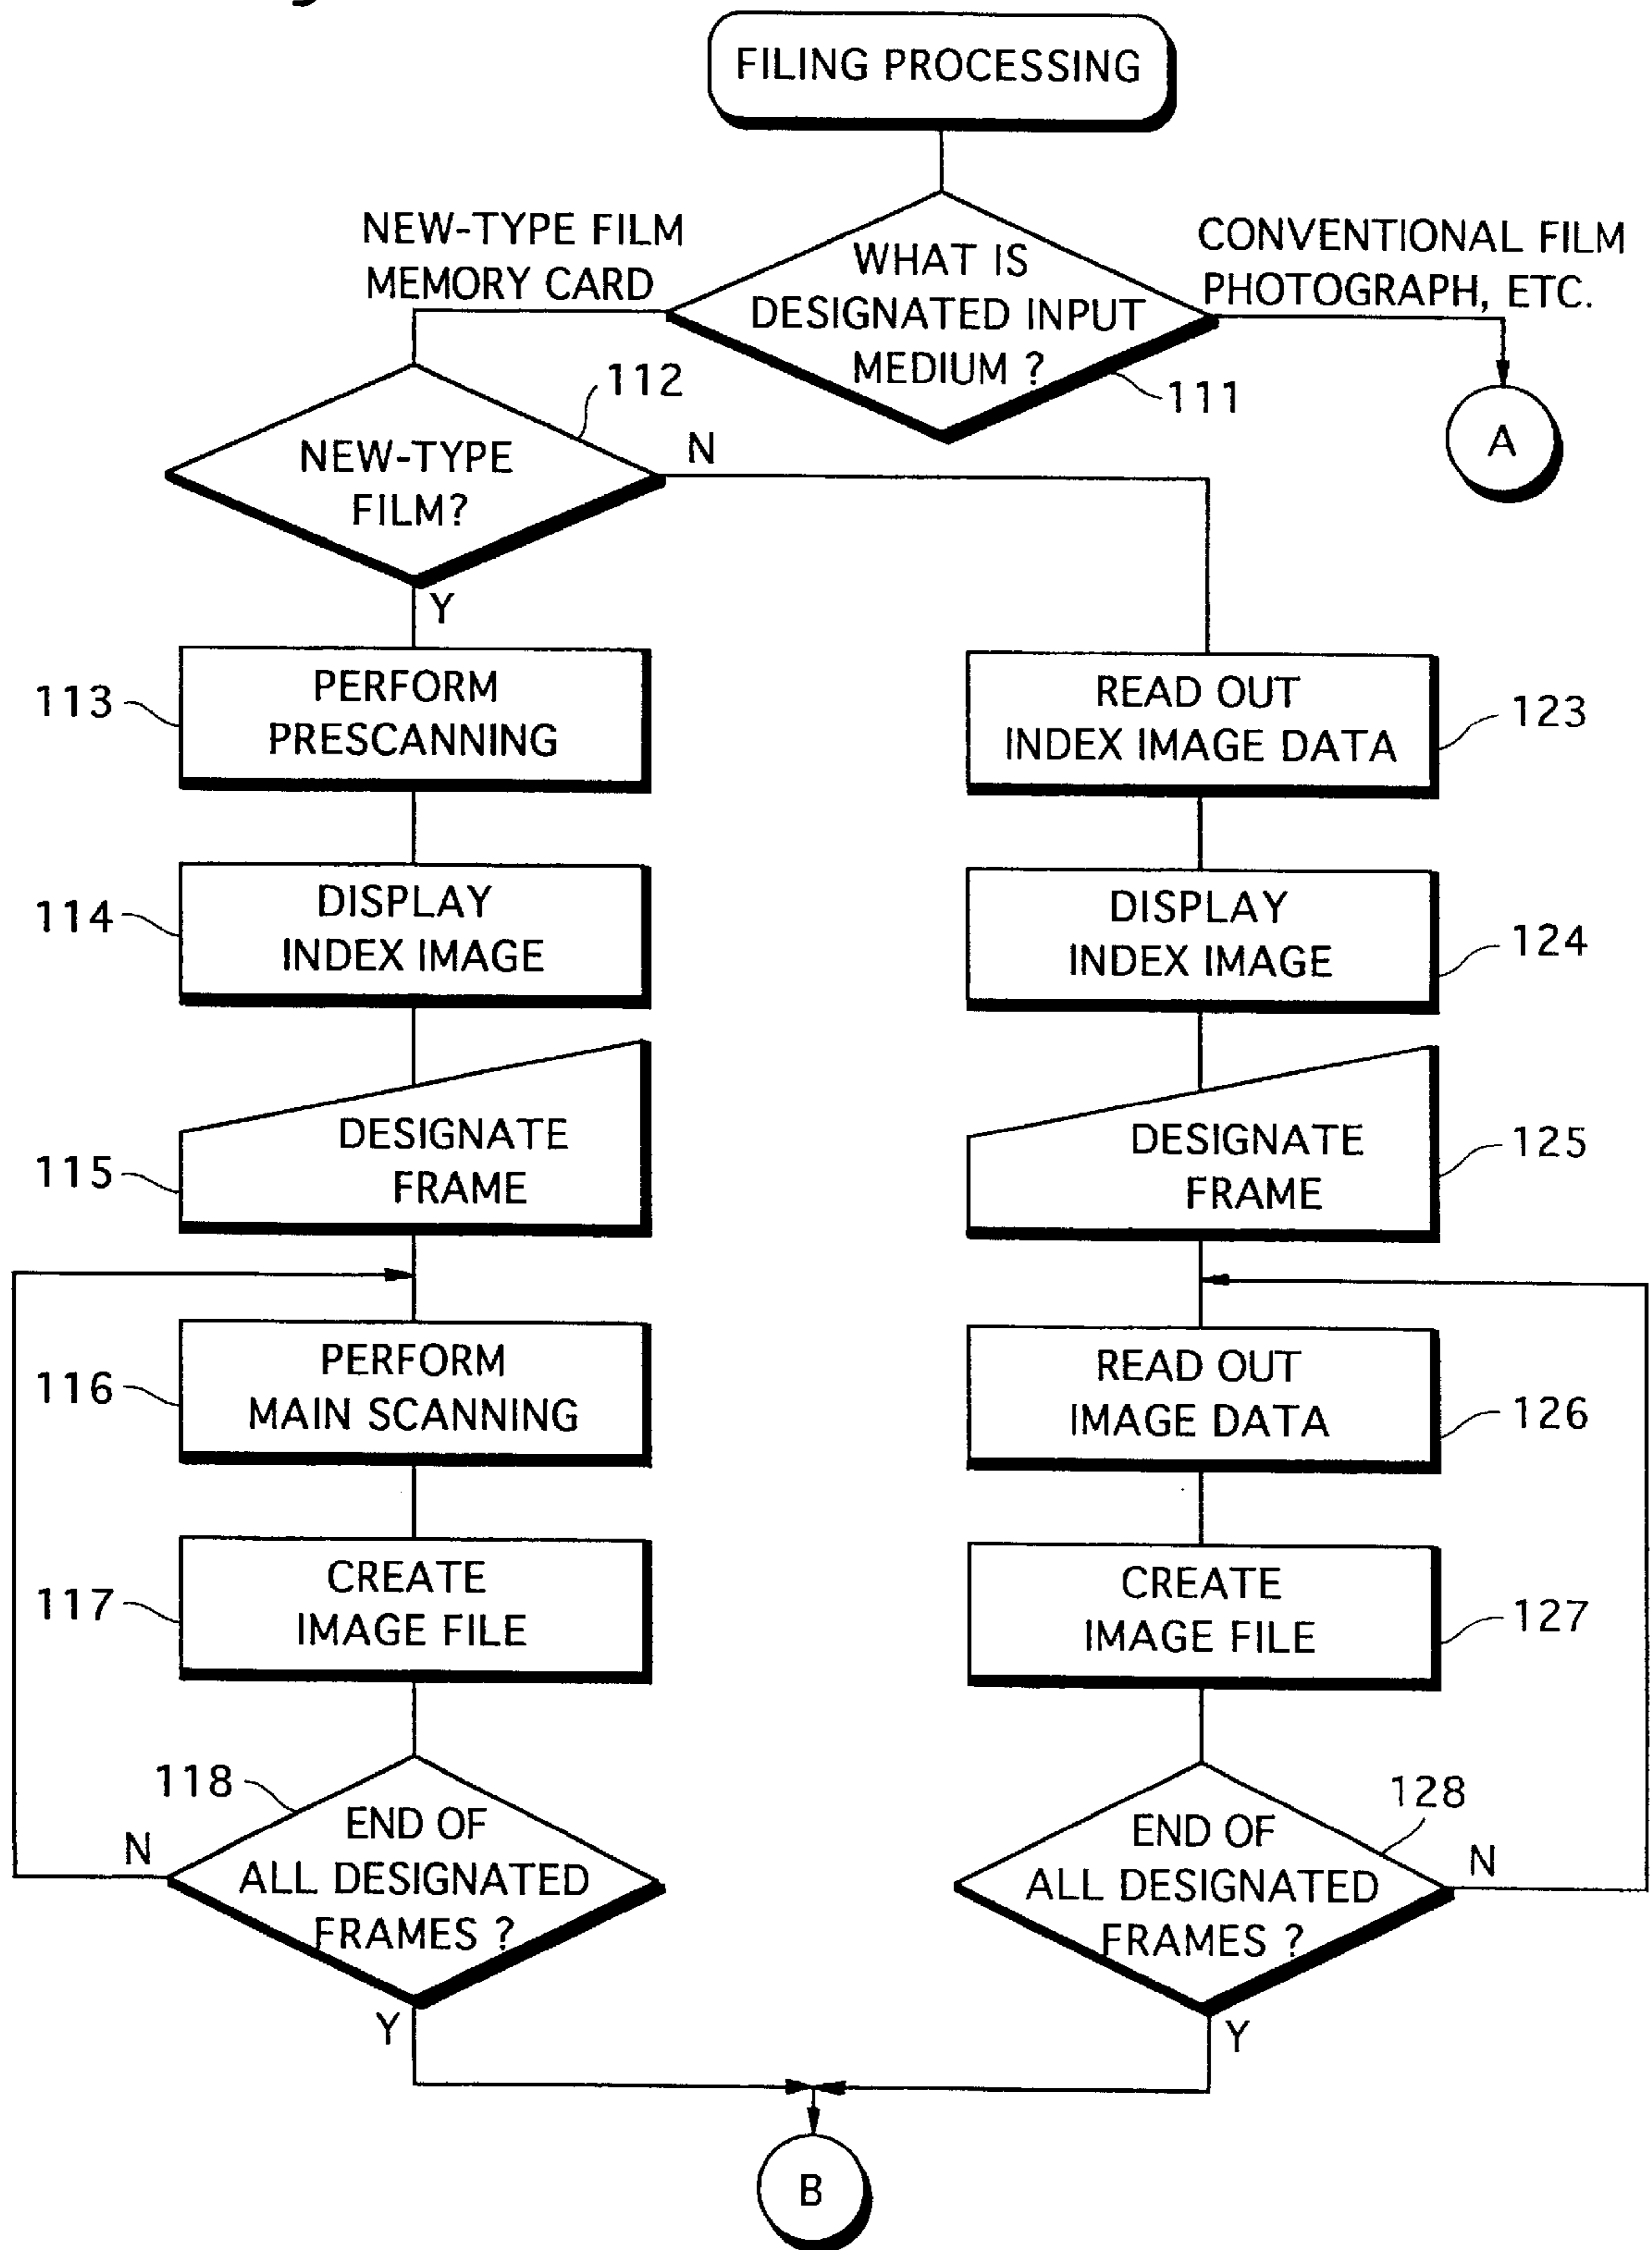 FILING PROCESSING
NEW-TYPE FILM
MEMORY CARD
WHAT IS
DESIGNATED INPUT
MEDIUM ?
CONVENTIONAL FILM
PHOTOGRAPH, ETC.
111
A
112
NEW-TYPE
FILM?
N
Y
113
PERFORM
PRESCANNING
READ OUT
INDEX IMAGE DATA
123
114
DISPLAY
INDEX IMAGE
DISPLAY
INDEX IMAGE
124
115
DESIGNATE
FRAME
DESIGNATE
FRAME
125
116
PERFORM
MAIN SCANNING
READ OUT
IMAGE DATA
126
117
CREATE
IMAGE FILE
CREATE
IMAGE FILE
127
118
END OF
ALL DESIGNATED
FRAMES ?
N
Y
128
END OF
ALL DESIGNATED
FRAMES ?
N
Y
B